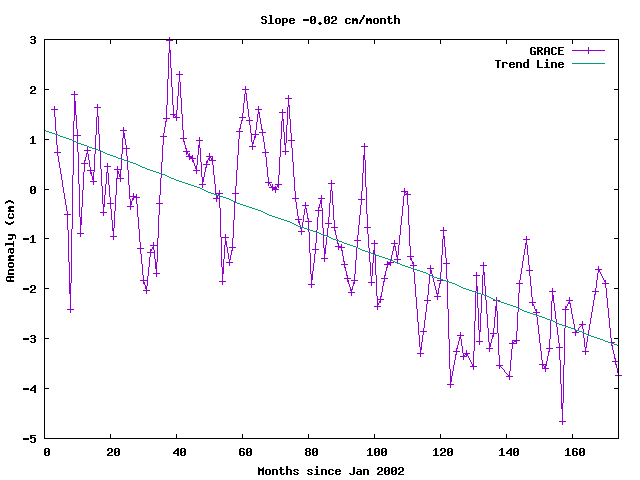 Slope -0.02 cm/month
GRACE
Trend Line
3
2
1
0
-1
-2
-3
-4
-5
Anomaly (cm)
0 20 40 60 80 100 120 140 160
Months since Jan 2002